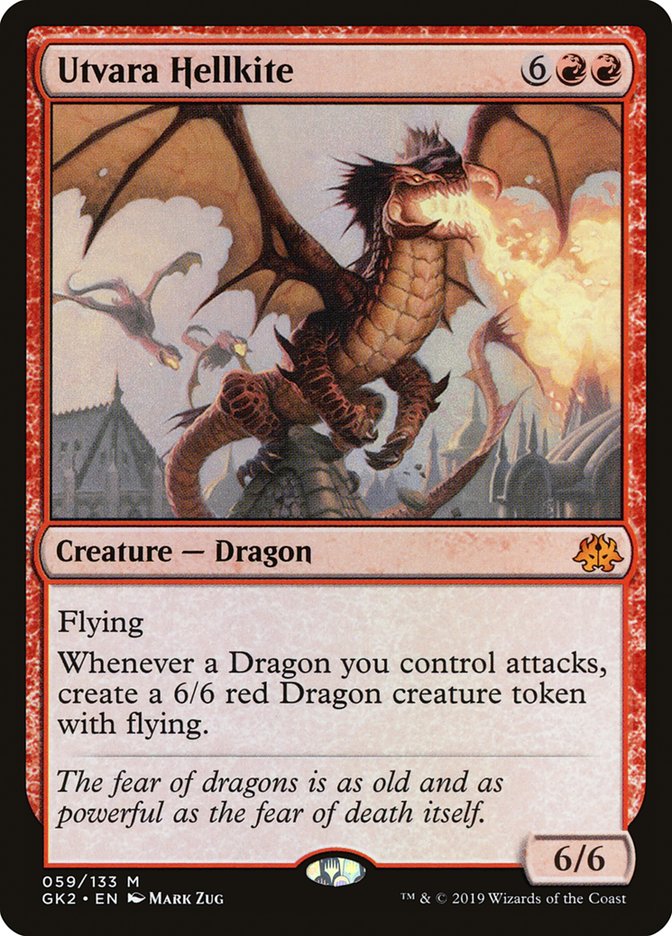 Utvara Hellkite 6
Creature — Dragon
Flying
Whenever a Dragon you control attacks,
create a 6/6 red Dragon creature token
with flying.
The fear of dragons is as old and as
powerful as the fear of death itself.
6/6
059/133 M
GK2 • EN Mark Zug
™ & © 2019 Wizards of the Coast